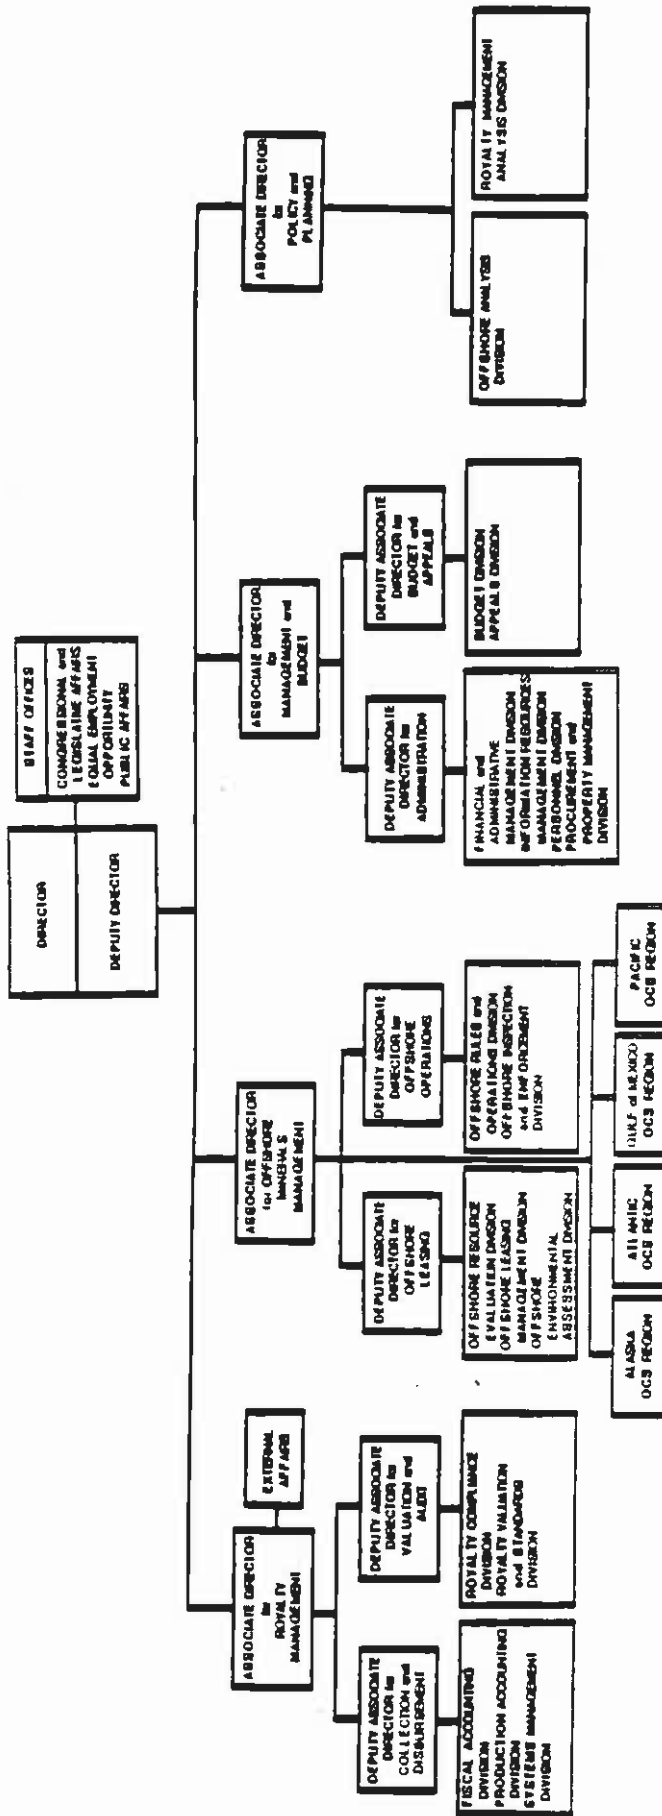 DIRECTOR
DEPUTY DIRECTOR
STAFF OFFICES
CONGRESSIONAL and
LEGISLATIVE AFFAIRS
EQUAL EMPLOYMENT
OPPORTUNITY
PUBLIC AFFAIRS
ASSOCIATE DIRECTOR
for
ROYALTY
MANAGEMENT
EXTERNAL
AFFAIRS
ASSOCIATE DIRECTOR
for OFFSHORE
MINERALS
MANAGEMENT
ASSOCIATE DIRECTOR
for
MANAGEMENT and
BUDGET
ASSOCIATE DIRECTOR
for
POLICY and
PLANNING
DEPUTY ASSOCIATE
DIRECTOR for
COLLECTION and
DISBURSEMENT
DEPUTY ASSOCIATE
DIRECTOR for
VALUATION and
AUDIT
DEPUTY ASSOCIATE
DIRECTOR for
OFFSHORE
LEASING
DEPUTY ASSOCIATE
DIRECTOR for
OFFSHORE
OPERATIONS
DEPUTY ASSOCIATE
DIRECTOR for
ADMINISTRATION
DEPUTY ASSOCIATE
DIRECTOR for
BUDGET and
APPEALS
FISCAL ACCOUNTING
DIVISION
PRODUCTION ACCOUNTING
DIVISION
SYSTEMS MANAGEMENT
DIVISION
ROYALTY COMPLIANCE
DIVISION
ROYALTY VALUATION
and STANDARDS
DIVISION
OFFSHORE RESOURCE
EVALUATION DIVISION
OFFSHORE LEASING
MANAGEMENT DIVISION
OFFSHORE
ENVIRONMENTAL
ASSESSMENT DIVISION
OFFSHORE RULES and
OPERATIONS DIVISION
OFFSHORE INSPECTION
and ENFORCEMENT
DIVISION
FINANCIAL and
ADMINISTRATIVE
MANAGEMENT DIVISION
INFORMATION RESOURCES
MANAGEMENT DIVISION
PERSONNEL DIVISION
PROCUREMENT and
PROPERTY MANAGEMENT
DIVISION
BUDGET DIVISION
APPEALS DIVISION
OFFSHORE ANALYSIS
DIVISION
ROYALTY MANAGEMENT
ANALYSIS DIVISION
ALASKA
OCS REGION
ATLANTIC
OCS REGION
GULF of MEXICO
OCS REGION
PACIFIC
OCS REGION